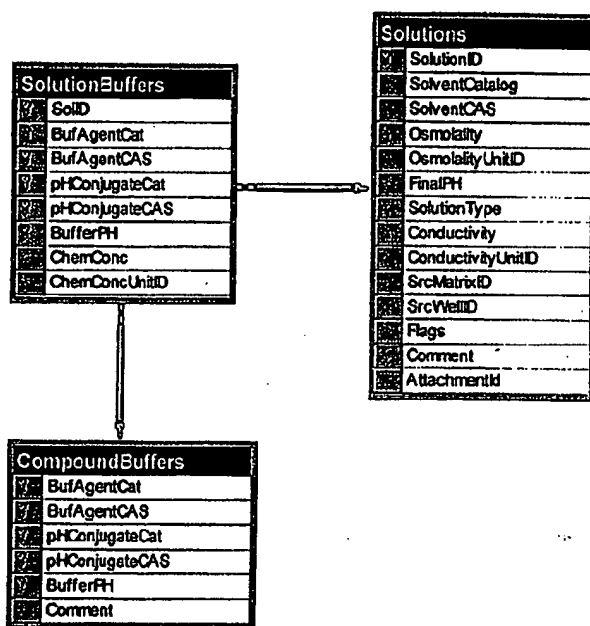 Solutions
SolutionID
SolventCatalog
SolventCAS
Osmolality
OsmolalityUnitID
FinalPH
SolutionType
Conductivity
ConductivityUnitID
SrcMatrixID
SrcWellID
Flags
Comment
AttachmentId
SolutionBuffers
SolID
BufAgentCat
BufAgentCAS
pHConjugateCat
pHConjugateCAS
BufferPH
ChemConc
ChemConcUnitID
CompoundBuffers
BufAgentCat
BufAgentCAS
pHConjugateCat
pHConjugateCAS
BufferPH
Comment